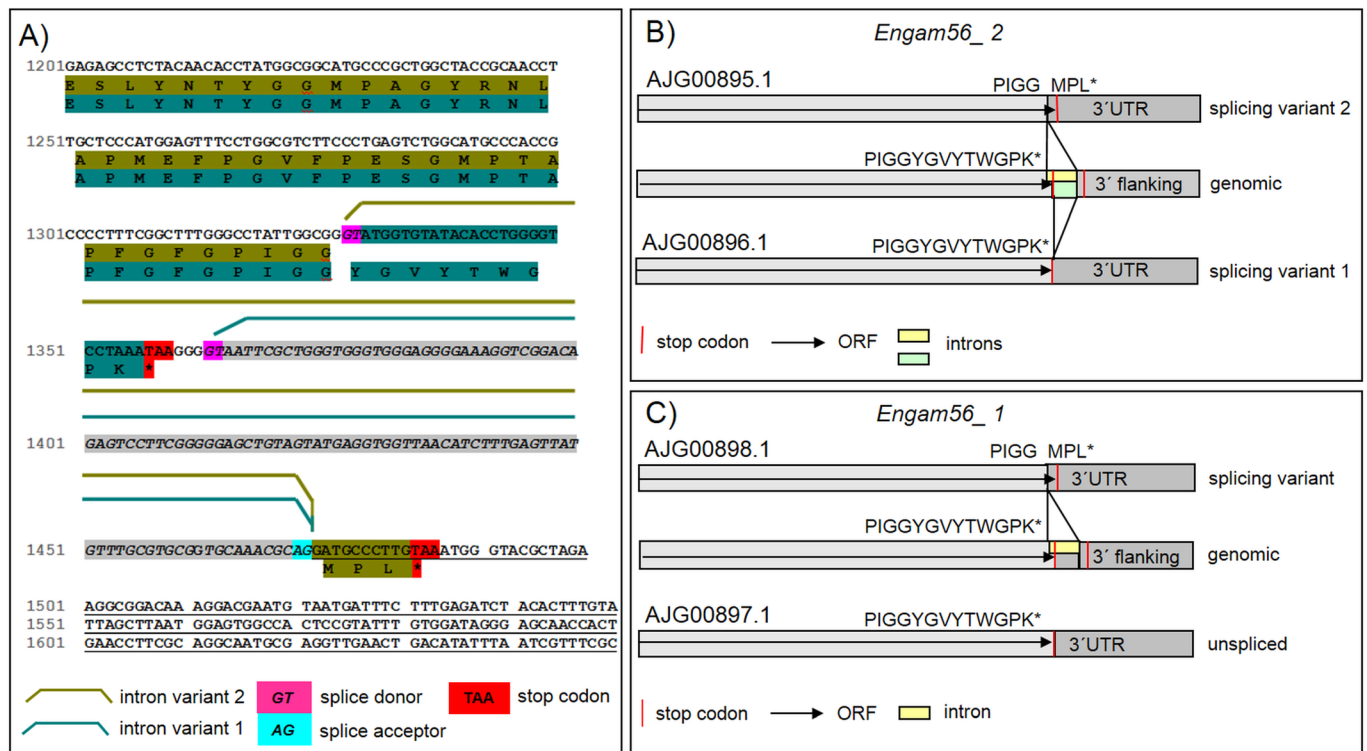 A)
1201 GAGAGCCTCTACAACACCTATGGCGGCATGCCCGCTGGCTACCGCAACCT
E S L Y N T Y G G M P A G Y R N L
E S L Y N T Y G G M P A G Y R N L
1251 TGCTCCCATGGAGTTTCCTGGCGTCTTCCCTGAGTCTGGCATGCCCACCG
A P M E F P G V F P E S G M P T A
A P M E F P G V F P E S G M P T A
1301 CCCCTTTCGGCTTTGGGCCTATTGGCGGGTATGGTGTATACACCTGGGGT
P F G F G P I G G
P F G F G P I G G Y G V Y T W G
1351 CCTAAATAAGGGGTAATTCGCTGGGTGGGTGGGAGGGGAAAGGTCGGACA
P K *
1401 GAGTCCTTCGGGGGAGCTGTAGTATGAGGTGGTTAACATCTTTGAGTTAT
1451 GTTTGCGTGCGGTGCAAACGCAGGATGCCCTTGTAAATGG GTACGCTAGA
M P L *
1501 AGGCGGACAA AGGACGAATG TAATGATTTC TTTGAGATCT ACACTTTGTA
1551 TTAGCTTAAT GGAGTGGCCA CTCCGTATTT GTGGATAGGG AGCAACCACT
1601 GAACCTTCGC AGGCAATGCG AGGTTGAACT GACATATTTA ATCGTTTCGC
intron variant 2 GT splice donor TAA stop codon
intron variant 1 AG splice acceptor
B) Engam56_ 2
AJG00895.1 PIGG MPL*
3´UTR splicing variant 2
PIGGYGVYTWGPK*
3´ flanking genomic
AJG00896.1 PIGGYGVYTWGPK*
3´UTR splicing variant 1
stop codon ORF introns
C) Engam56_ 1
AJG00898.1 PIGG MPL*
3´UTR splicing variant
PIGGYGVYTWGPK*
3´ flanking genomic
AJG00897.1 PIGGYGVYTWGPK*
3´UTR unspliced
stop codon ORF intron